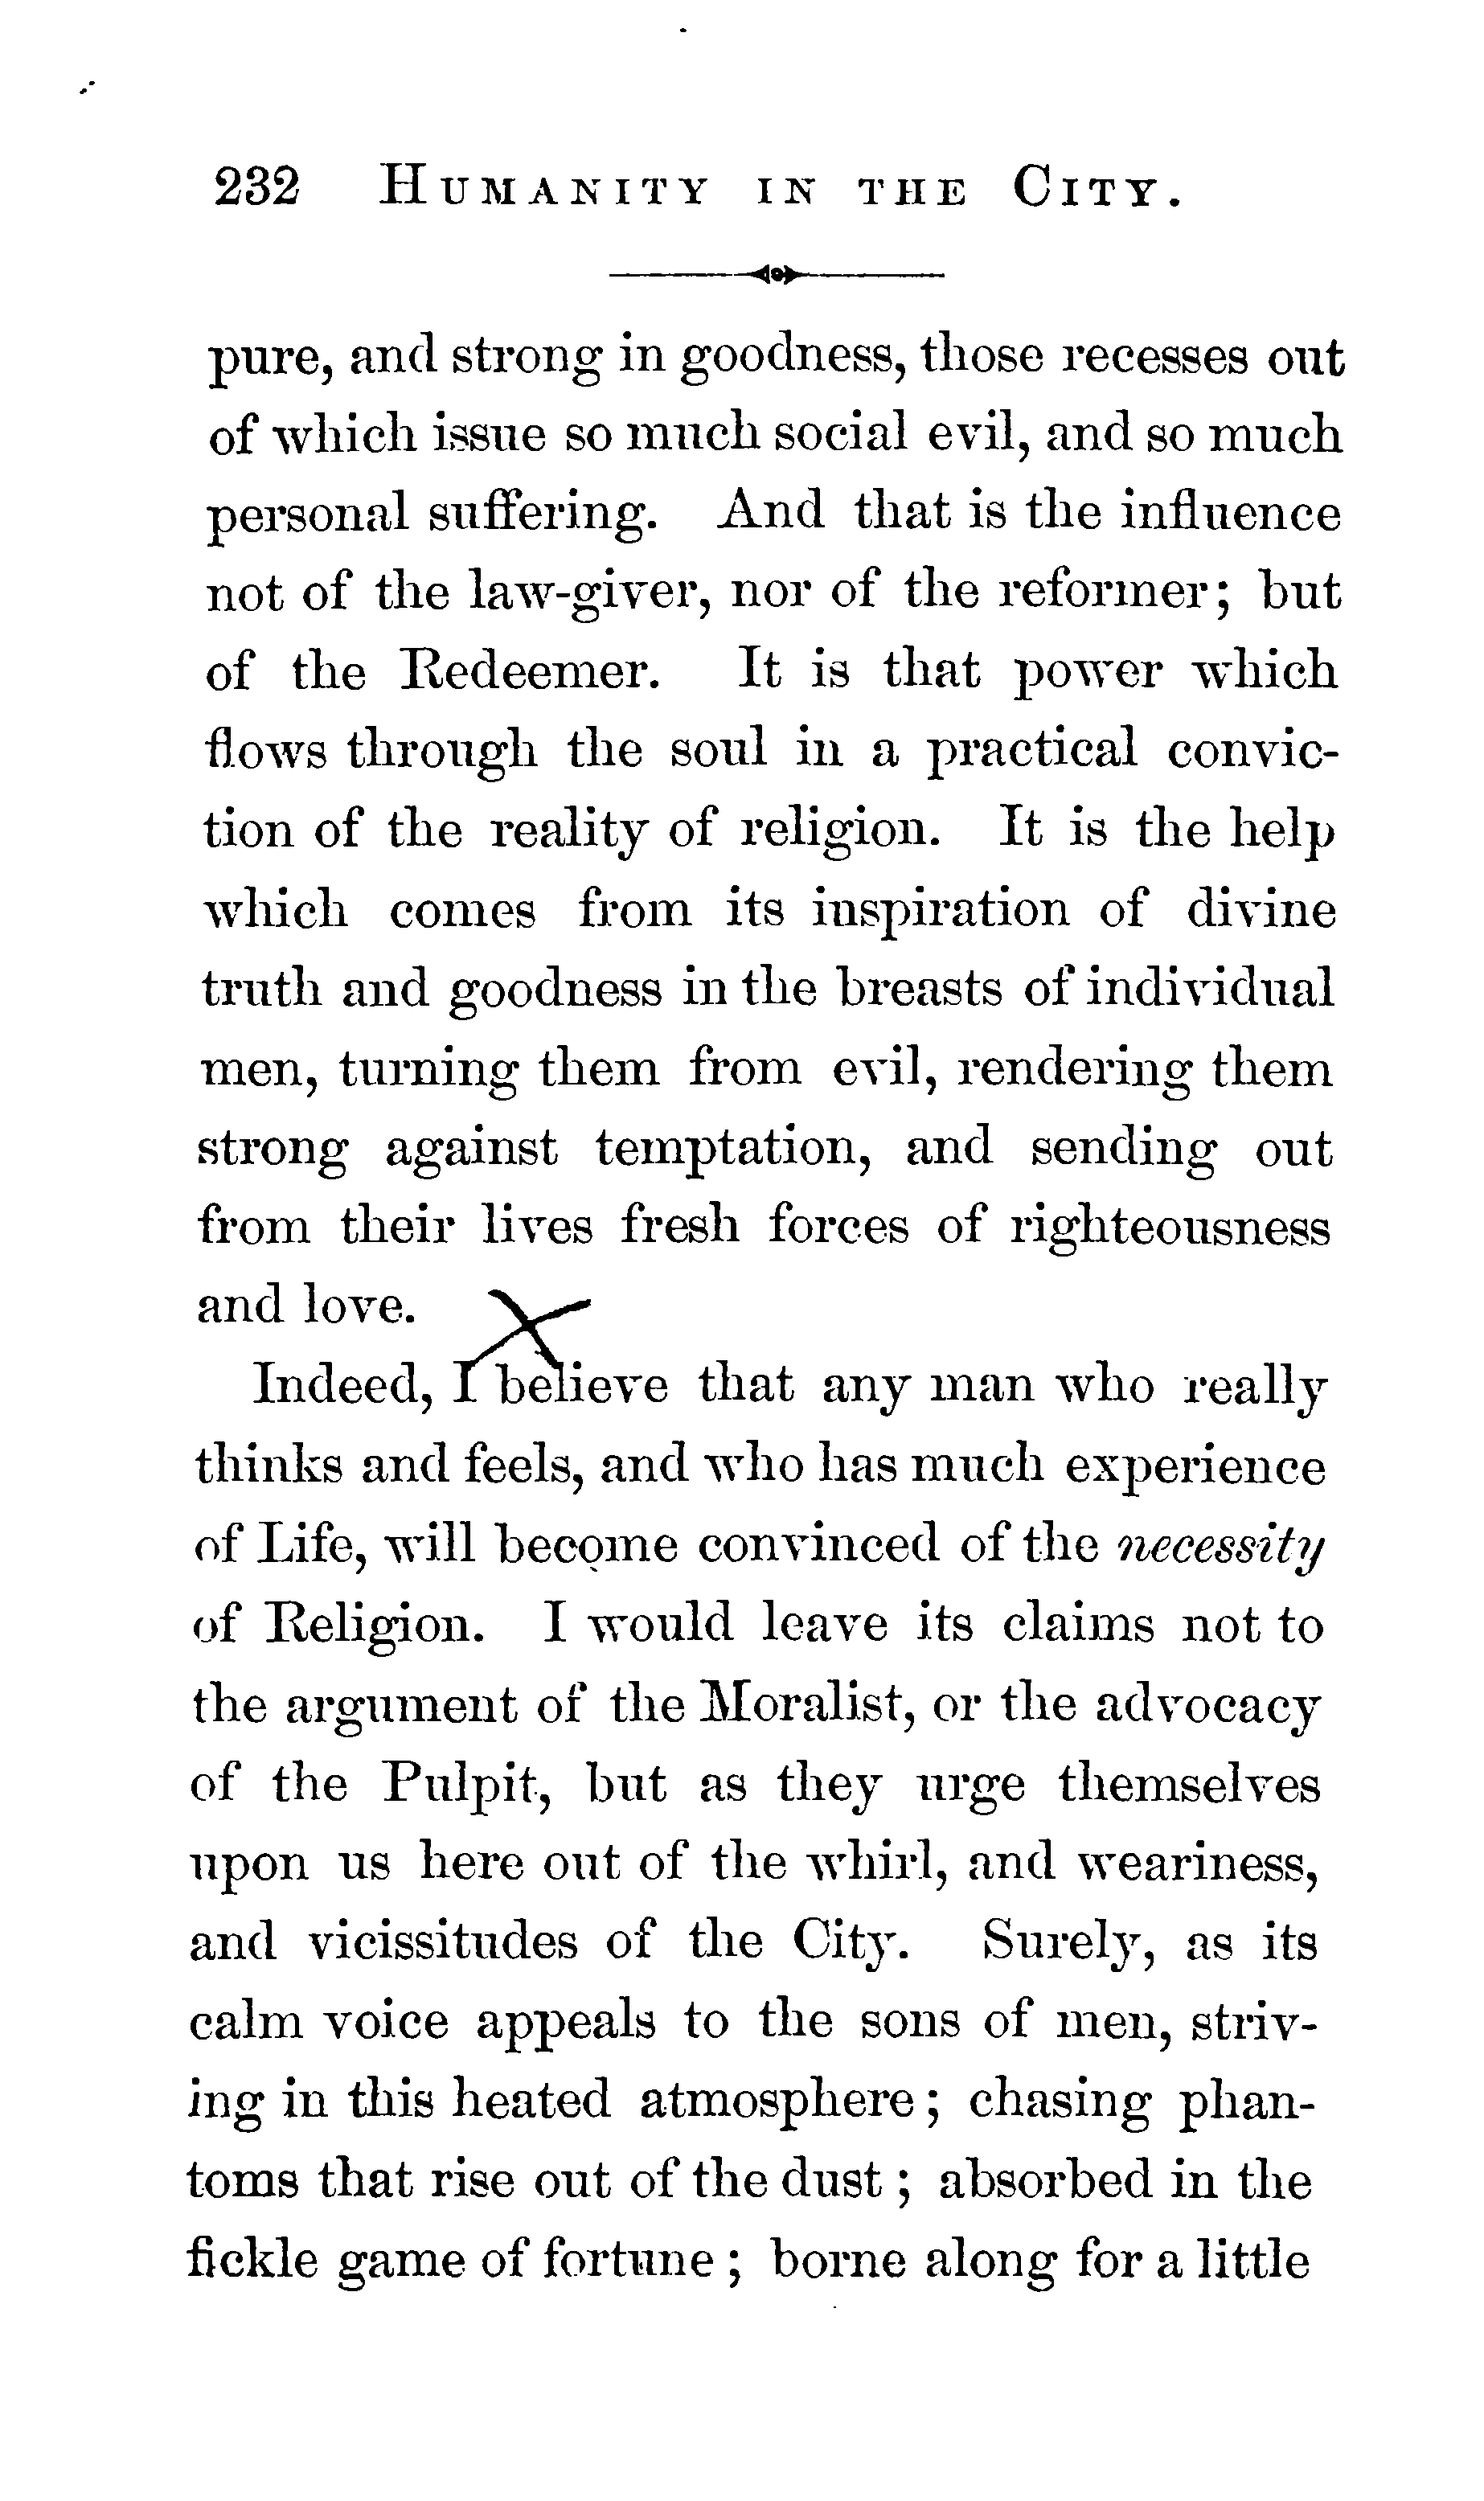 232 HUMANITY IN THE CITY.
pure, and strong in goodness, those recesses out
of which issue so much social evil, and so much
personal suffering. And that is the influence
not of the law-giver, nor of the reformer; but
of the Redeemer. It is that power which
flows through the soul in a practical convic-
tion of the reality of religion. It is the help
which comes from its inspiration of divine
truth and goodness in the breasts of individual
men, turning them from evil, rendering them
strong against temptation, and sending out
from their lives fresh forces of righteousness
and love.
Indeed, I believe that any man who really
thinks and feels, and who has much experience
of Life, will become convinced of the necessity
of Religion. I would leave its claims not to
the argument of the Moralist, or the advocacy
of the Pulpit, but as they urge themselves
upon us here out of the whirl, and weariness,
and vicissitudes of the City. Surely, as its
calm voice appeals to the sons of men, striv-
ing in this heated atmosphere; chasing phan-
toms that rise out of the dust; absorbed in the
fickle game of fortune; borne along for a little